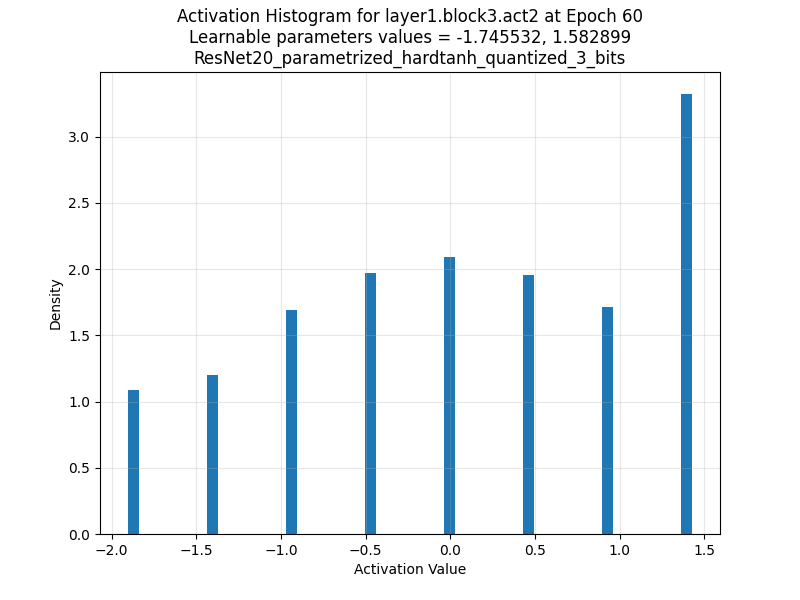 Activation Histogram for layer1.block3.act2 at Epoch 60
Learnable parameters values = -1.745532, 1.582899
ResNet20_parametrized_hardtanh_quantized_3_bits
3.0
2.5
2.0
1.5
1.0
0.5
0.0
Density
−2.0 −1.5 −1.0 −0.5 0.0 0.5 1.0 1.5
Activation Value